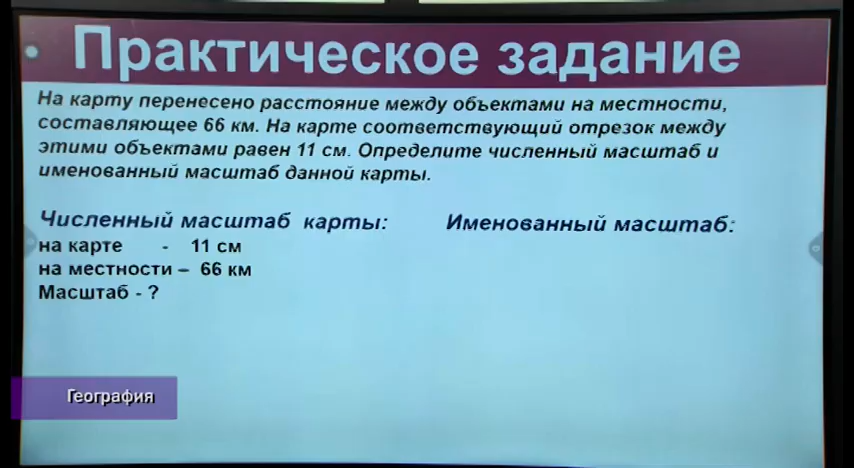 Практическое задание
На карту перенесено расстояние между объектами на местности,
составляющее 66 км. На карте соответствующий отрезок между
этими объектами равен 11 см. Определите численный масштаб и
именованный масштаб данной карты.
Численный масштаб карты: Именованный масштаб:
на карте - 11 см
на местности – 66 км
Масштаб - ?
География